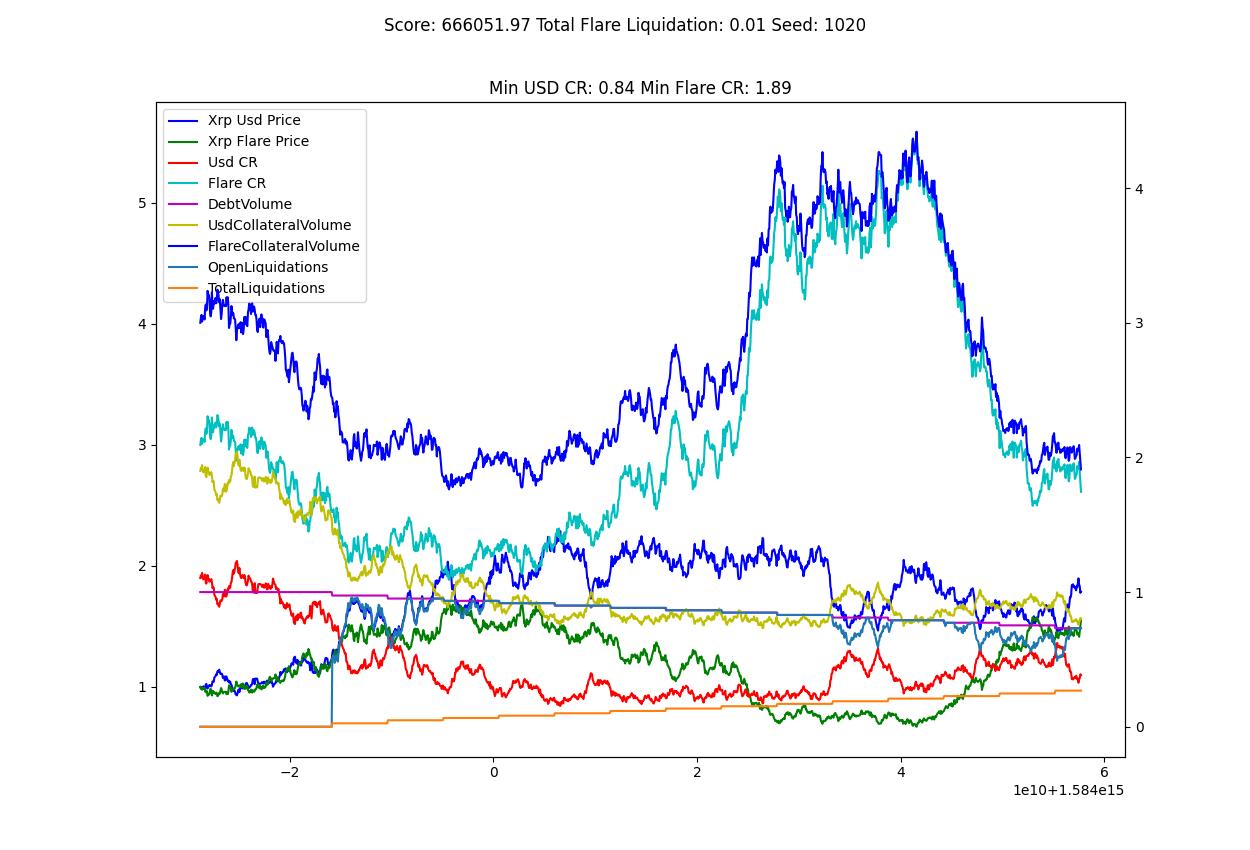 Score: 666051.97 Total Flare Liquidation: 0.01 Seed: 1020
Min USD CR: 0.84 Min Flare CR: 1.89
Xrp Usd Price
Xrp Flare Price
Usd CR
Flare CR
DebtVolume
UsdCollateralVolume
FlareCollateralVolume
OpenLiquidations
TotalLiquidations
5
4
3
2
1
4
3
2
1
0
−2
0
2
4
6
1e10+1.584e15